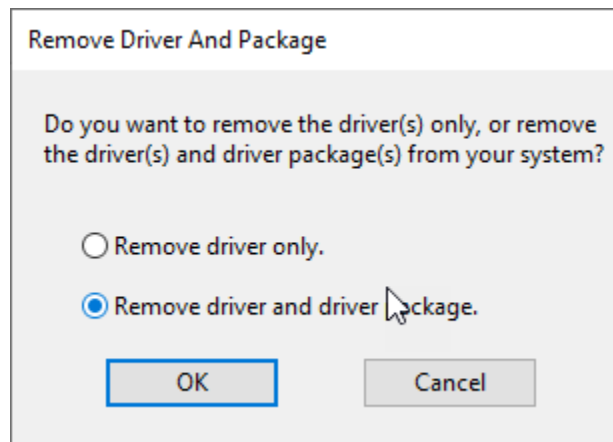 Remove Driver And Package
Do you want to remove the driver(s) only, or remove
the driver(s) and driver package(s) from your system?
Remove driver only.
Remove driver and driver package.
OK
Cancel